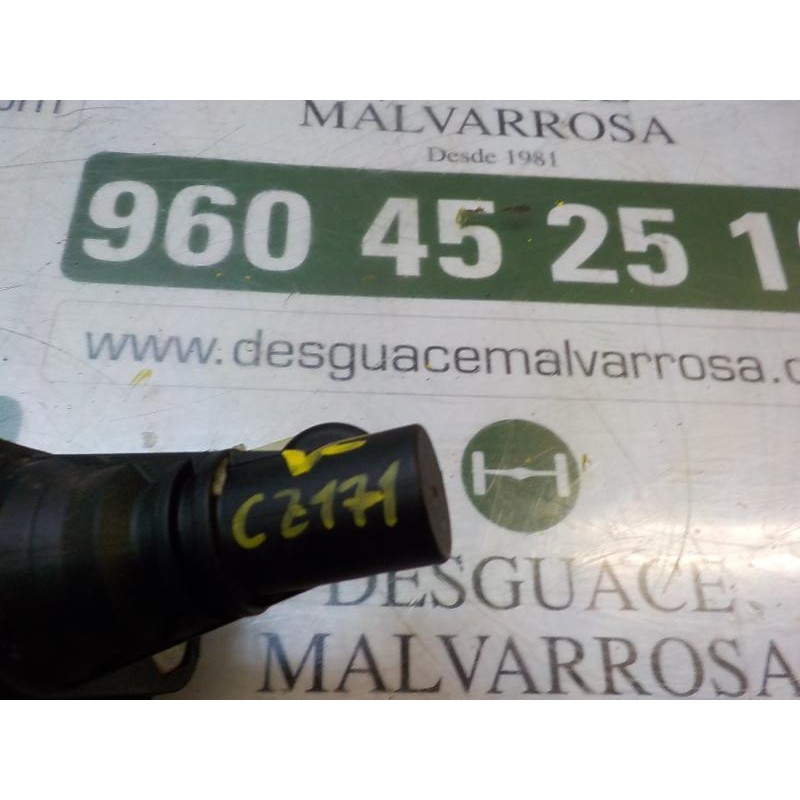 MALVARROSA
Desde 1981
960 45 25 1
www.desguacemalvarrosa.
CZ171
DESGUACE
MALVARROSA